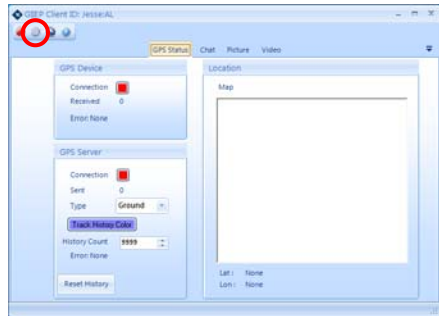 GIEP Client ID: Jesse:AL
GPS Status Chat Picture Video
GPS Device
Connection
Received 0
Error: None
GPS Server
Connection
Sent 0
Type Ground
Track History Color
History Count 9999
Error: None
Reset History
Location
Map
Lat : None
Lon : None